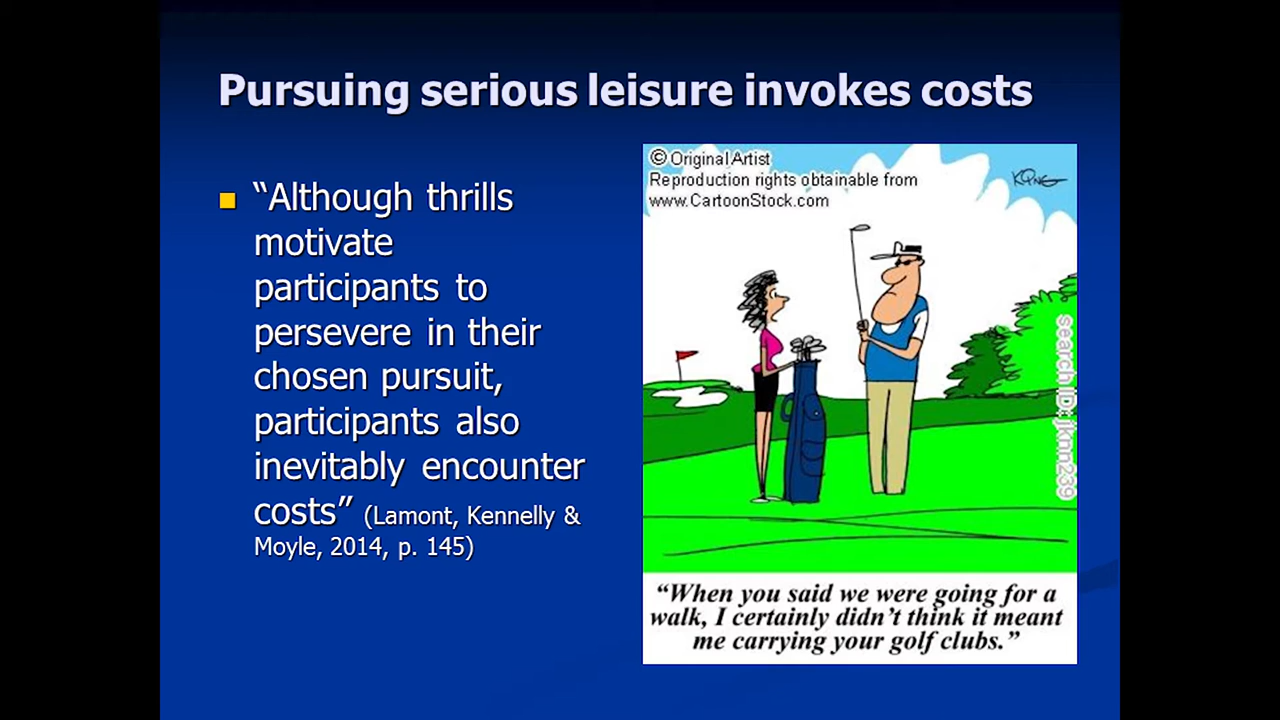 Pursuing serious leisure invokes costs
“Although thrills
motivate
participants to
persevere in their
chosen pursuit,
participants also
inevitably encounter
costs” (Lamont, Kennelly &
Moyle, 2014, p. 145)
© Original Artist
Reproduction rights obtainable from
www.CartoonStock.com
KING
search ID: jknn239
“When you said we were going for a
walk, I certainly didn’t think it meant
me carrying your golf clubs.”